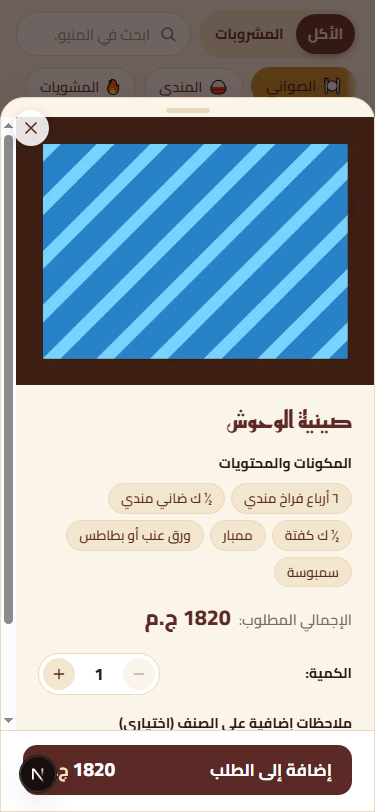 الأكل
المشروبات
ابحث في المنيو.
الصواني
المندي
المشويات
صينية الوحوش
المكونات والمحتويات
٦ أرباع فراخ مندي
½ ك ضاني مندي
½ ك كفتة
ممبار
ورق عنب أو بطاطس
سمبوسة
الإجمالي المطلوب: 1820 ج.م
الكمية:
− 1 +
ملاحظات إضافية على الصنف (اختياري)
إضافة إلى الطلب
1820 ج.
N